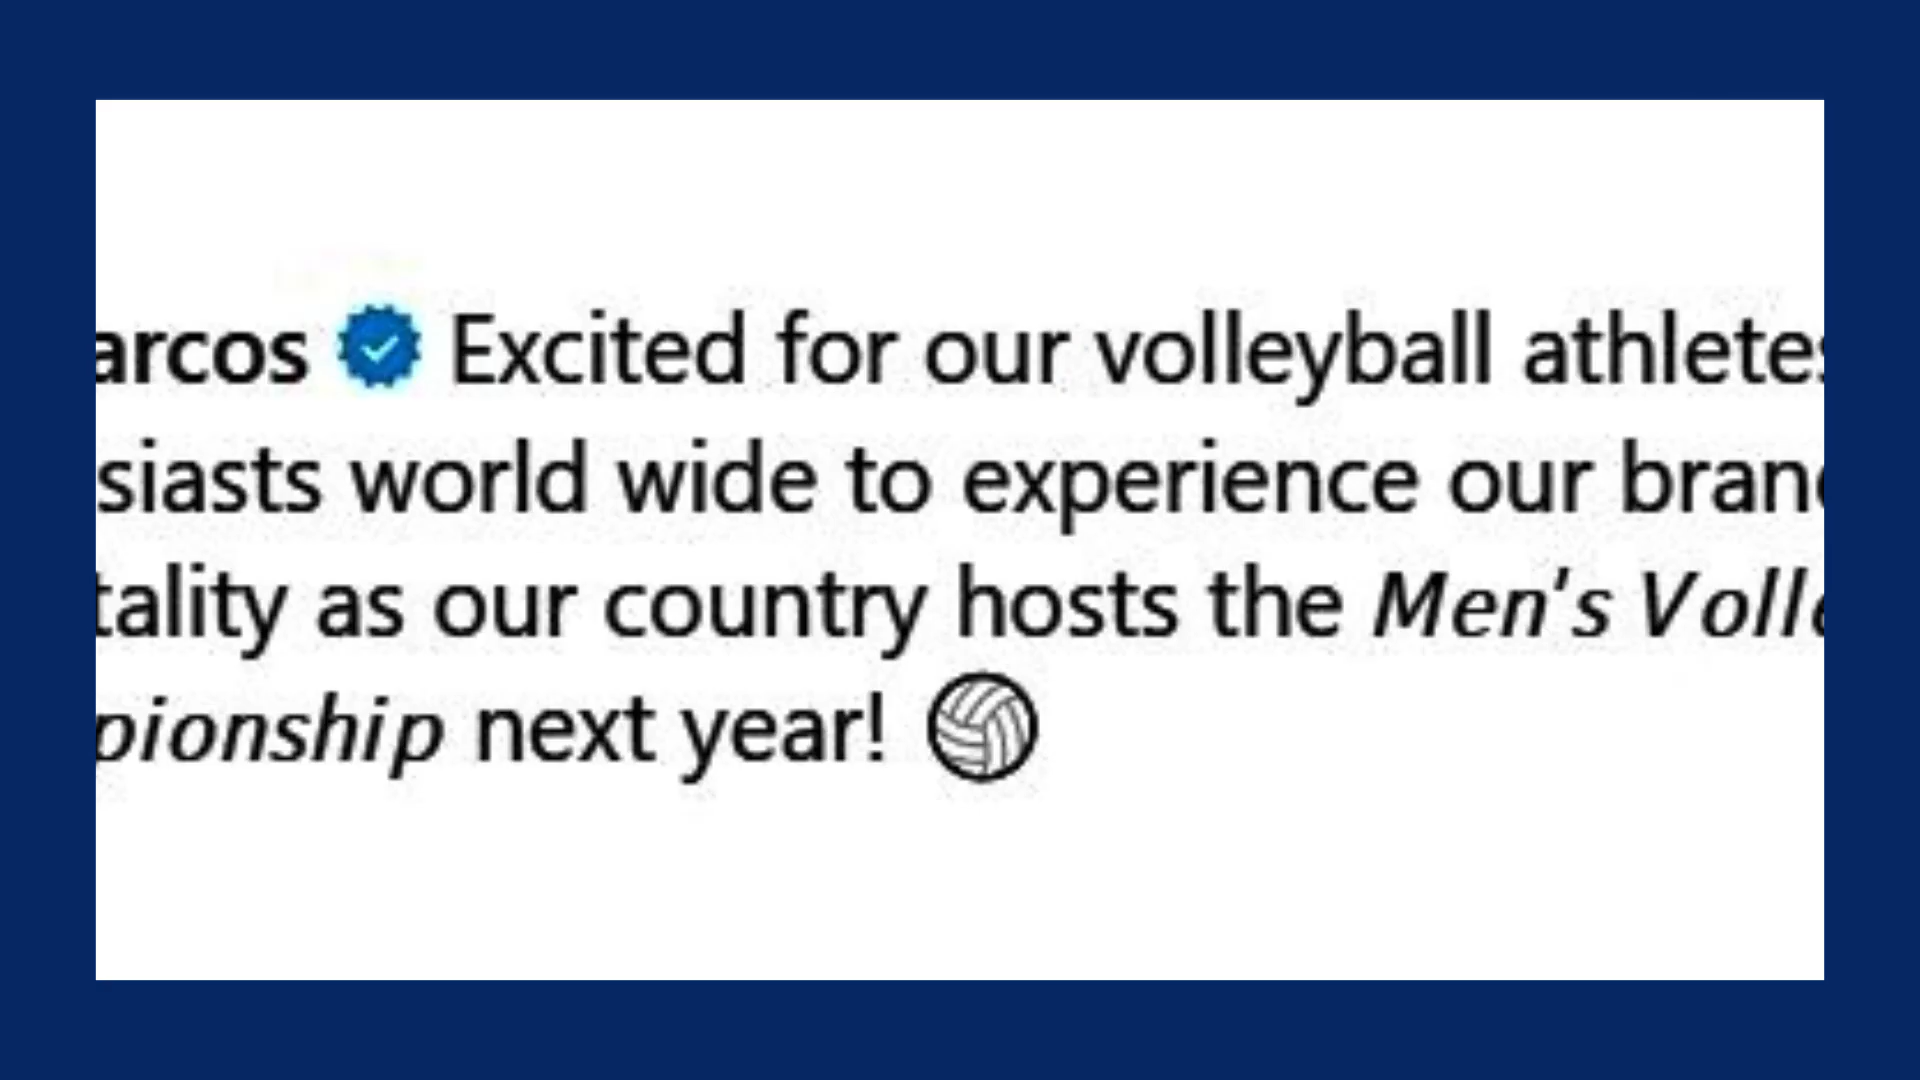 arcos Excited for our volleyball athletes
siasts world wide to experience our bran
tality as our country hosts the Men's Voll
pionship next year!